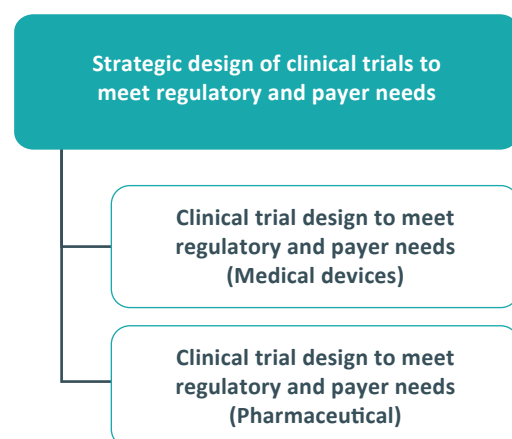 Strategic design of clinical trials to
meet regulatory and payer needs
Clinical trial design to meet
regulatory and payer needs
(Medical devices)
Clinical trial design to meet
regulatory and payer needs
(Pharmaceutical)